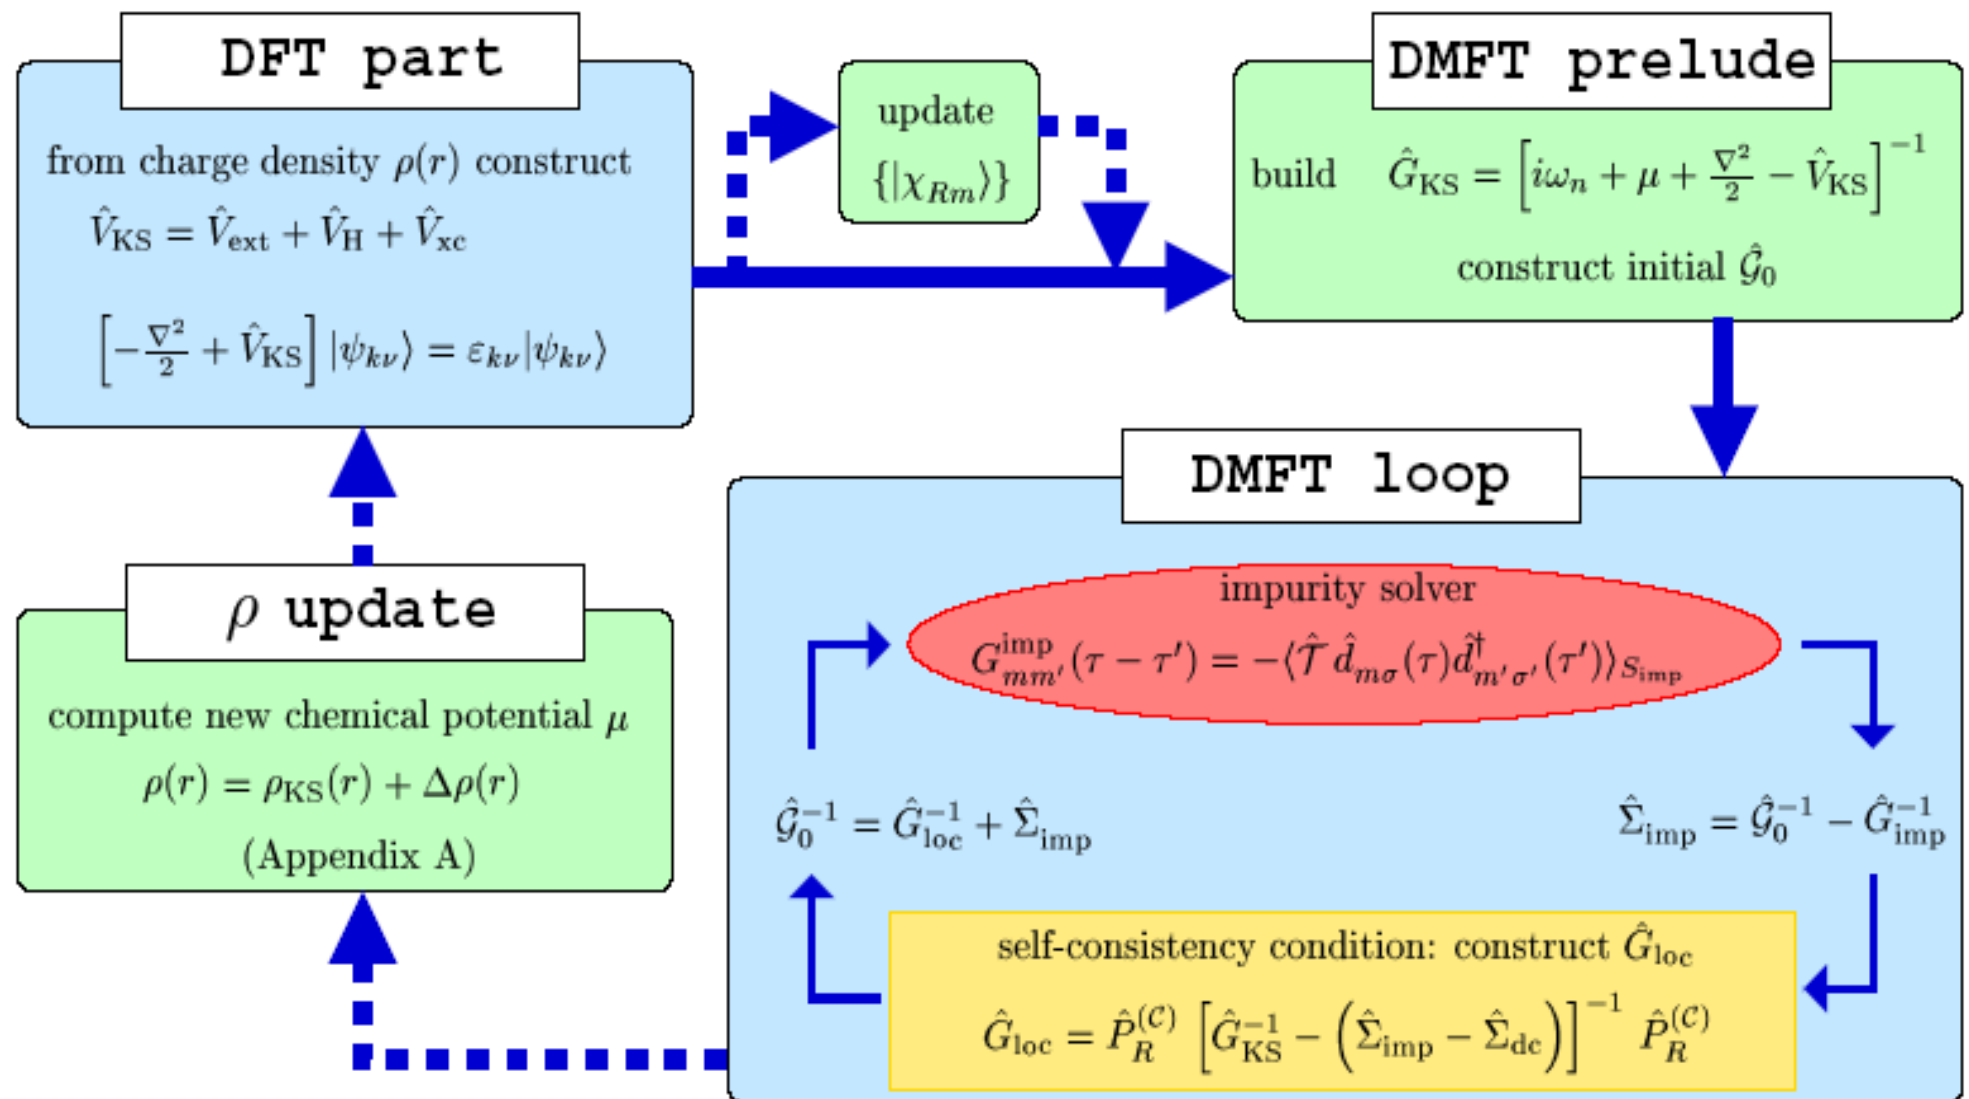 DFT part
from charge density ρ(r) construct
V̂_KS = V̂_ext + V̂_H + V̂_xc
[−∇²/2 + V̂_KS] |ψ_kν⟩ = ε_kν|ψ_kν⟩
update
{|χ_Rm⟩}
DMFT prelude
build Ĝ_KS = [iω_n + μ + ∇²/2 − V̂_KS]^−1
construct initial 𝒢̂_0
DMFT loop
impurity solver
G^imp_mm′(τ − τ′) = −⟨𝒯̂ d̂_mσ(τ)d̂†_m′σ′(τ′)⟩_S_imp
𝒢̂_0^−1 = Ĝ_loc^−1 + Σ̂_imp
Σ̂_imp = 𝒢̂_0^−1 − Ĝ_imp^−1
self-consistency condition: construct Ĝ_loc
Ĝ_loc = P̂_R^(𝒞) [Ĝ_KS^−1 − (Σ̂_imp − Σ̂_dc)]^−1 P̂_R^(𝒞)
ρ update
compute new chemical potential μ
ρ(r) = ρ_KS(r) + Δρ(r)
(Appendix A)